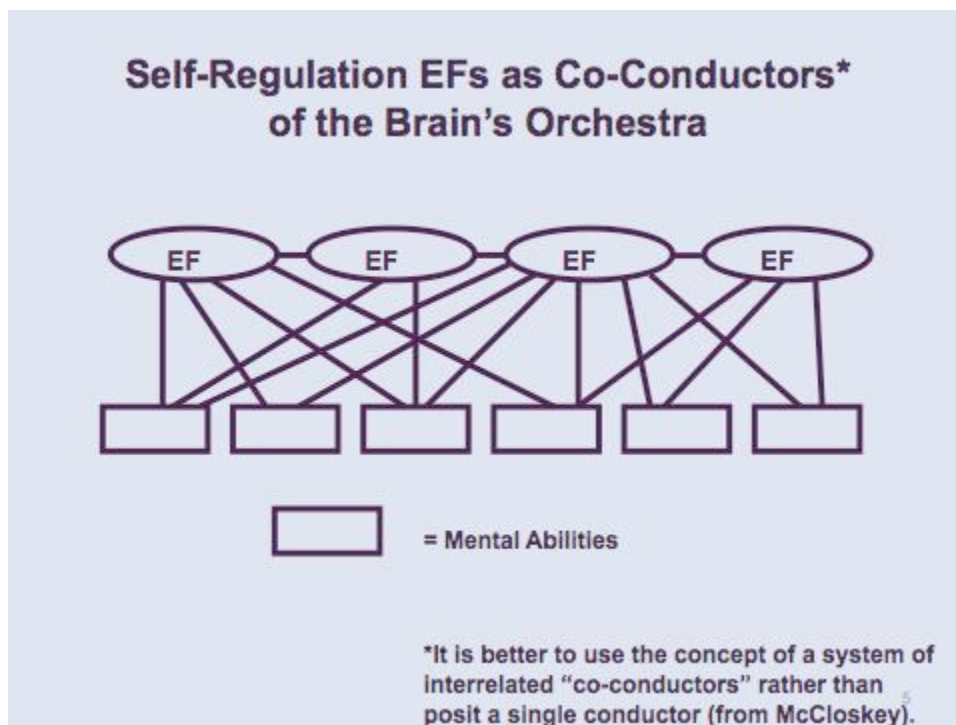 Self-Regulation EFs as Co-Conductors*
of the Brain's Orchestra
EF EF EF EF
= Mental Abilities
*It is better to use the concept of a system of
interrelated “co-conductors” rather than
5
posit a single conductor (from McCloskey).